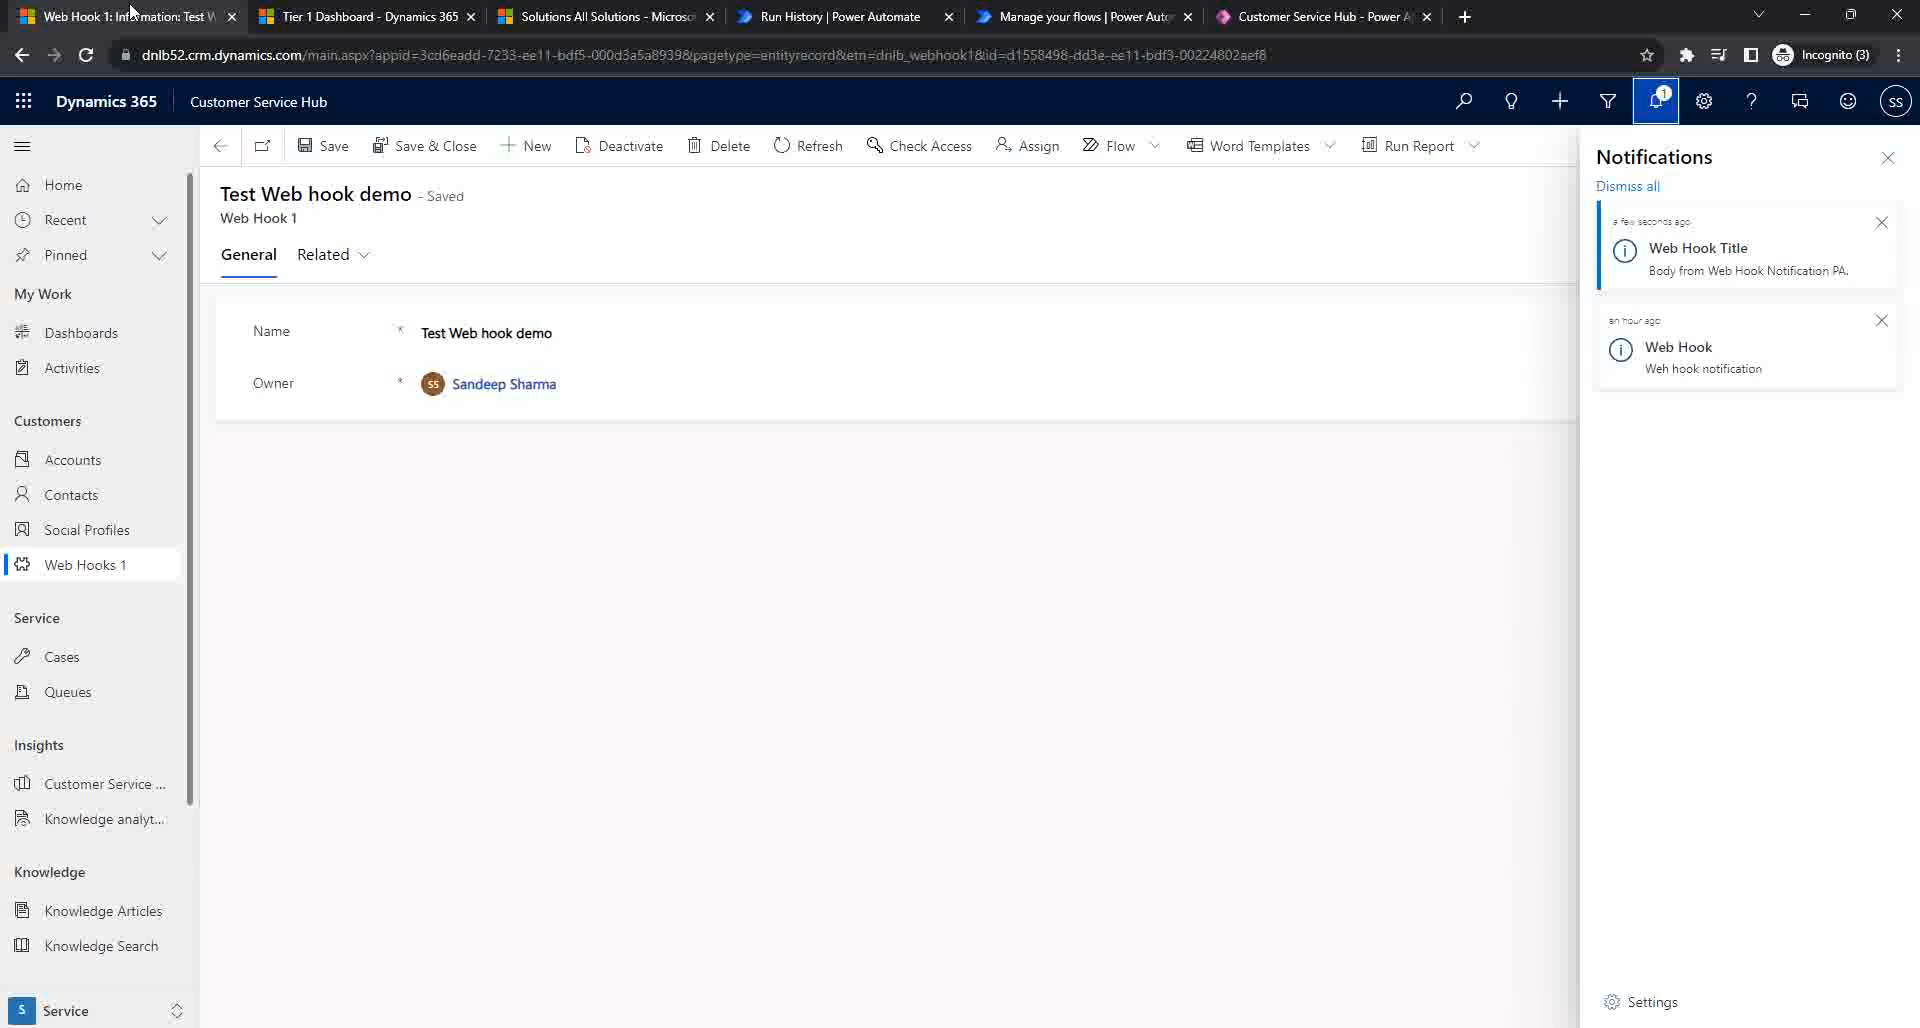 Web Hook 1: Information: Test W
Tier 1 Dashboard - Dynamics 365
Solutions All Solutions - Microso
Run History | Power Automate
Manage your flows | Power Auto
Customer Service Hub - Power A
dnlb52.crm.dynamics.com/main.aspx?appid=3cd6eadd-7233-ee11-bdf5-000d3a5a8939&pagetype=entityrecord&etn=dnlb_webhook1&id=d1558498-dd3e-ee11-bdf3-00224802aef8
Incognito (3)
Dynamics 365
Customer Service Hub
1
SS
Save
Save & Close
New
Deactivate
Delete
Refresh
Check Access
Assign
Flow
Word Templates
Run Report
Home
Recent
Pinned
My Work
Dashboards
Activities
Customers
Accounts
Contacts
Social Profiles
Web Hooks 1
Service
Cases
Queues
Insights
Customer Service ...
Knowledge analyt...
Knowledge
Knowledge Articles
Knowledge Search
S Service
Test Web hook demo - Saved
Web Hook 1
General Related
Name * Test Web hook demo
Owner * SS Sandeep Sharma
Notifications
Dismiss all
a few seconds ago
Web Hook Title
Body from Web Hook Notification PA.
an hour ago
Web Hook
Web hook notification
Settings